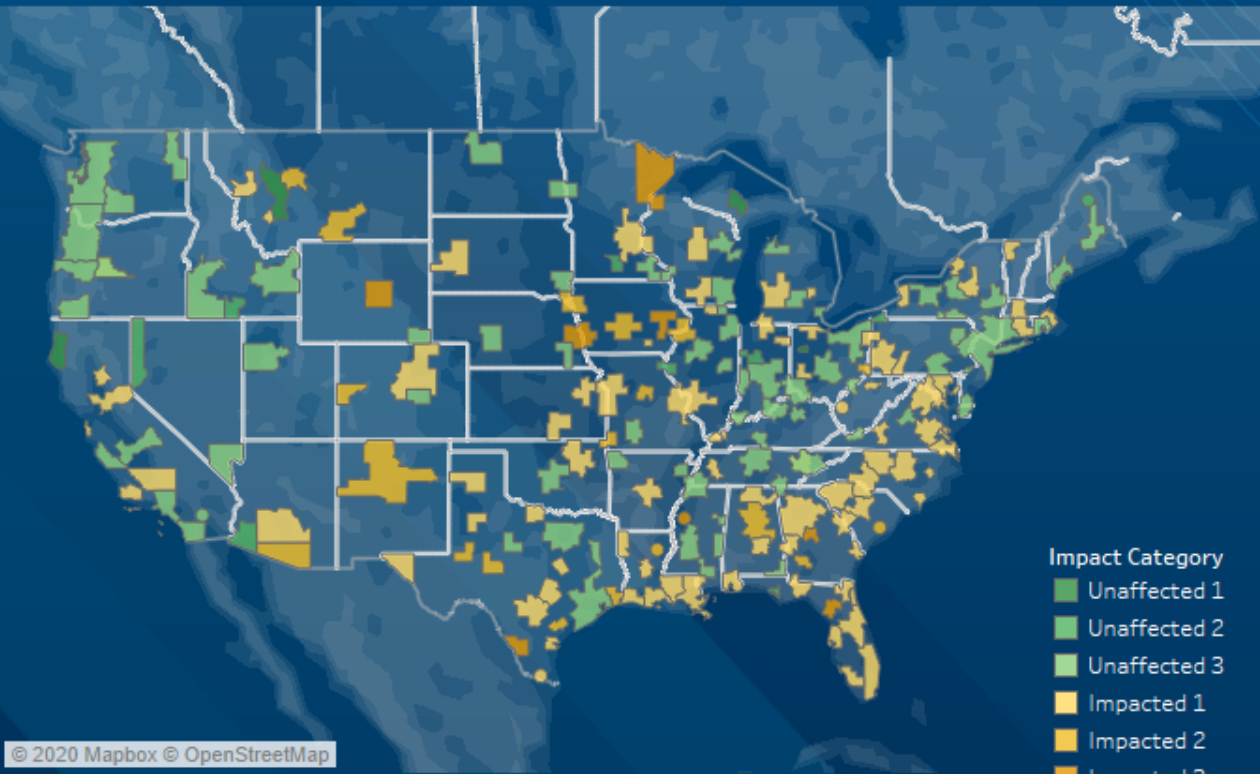 Impact Category
Unaffected 1
Unaffected 2
Unaffected 3
Impacted 1
Impacted 2
© 2020 Mapbox © OpenStreetMap